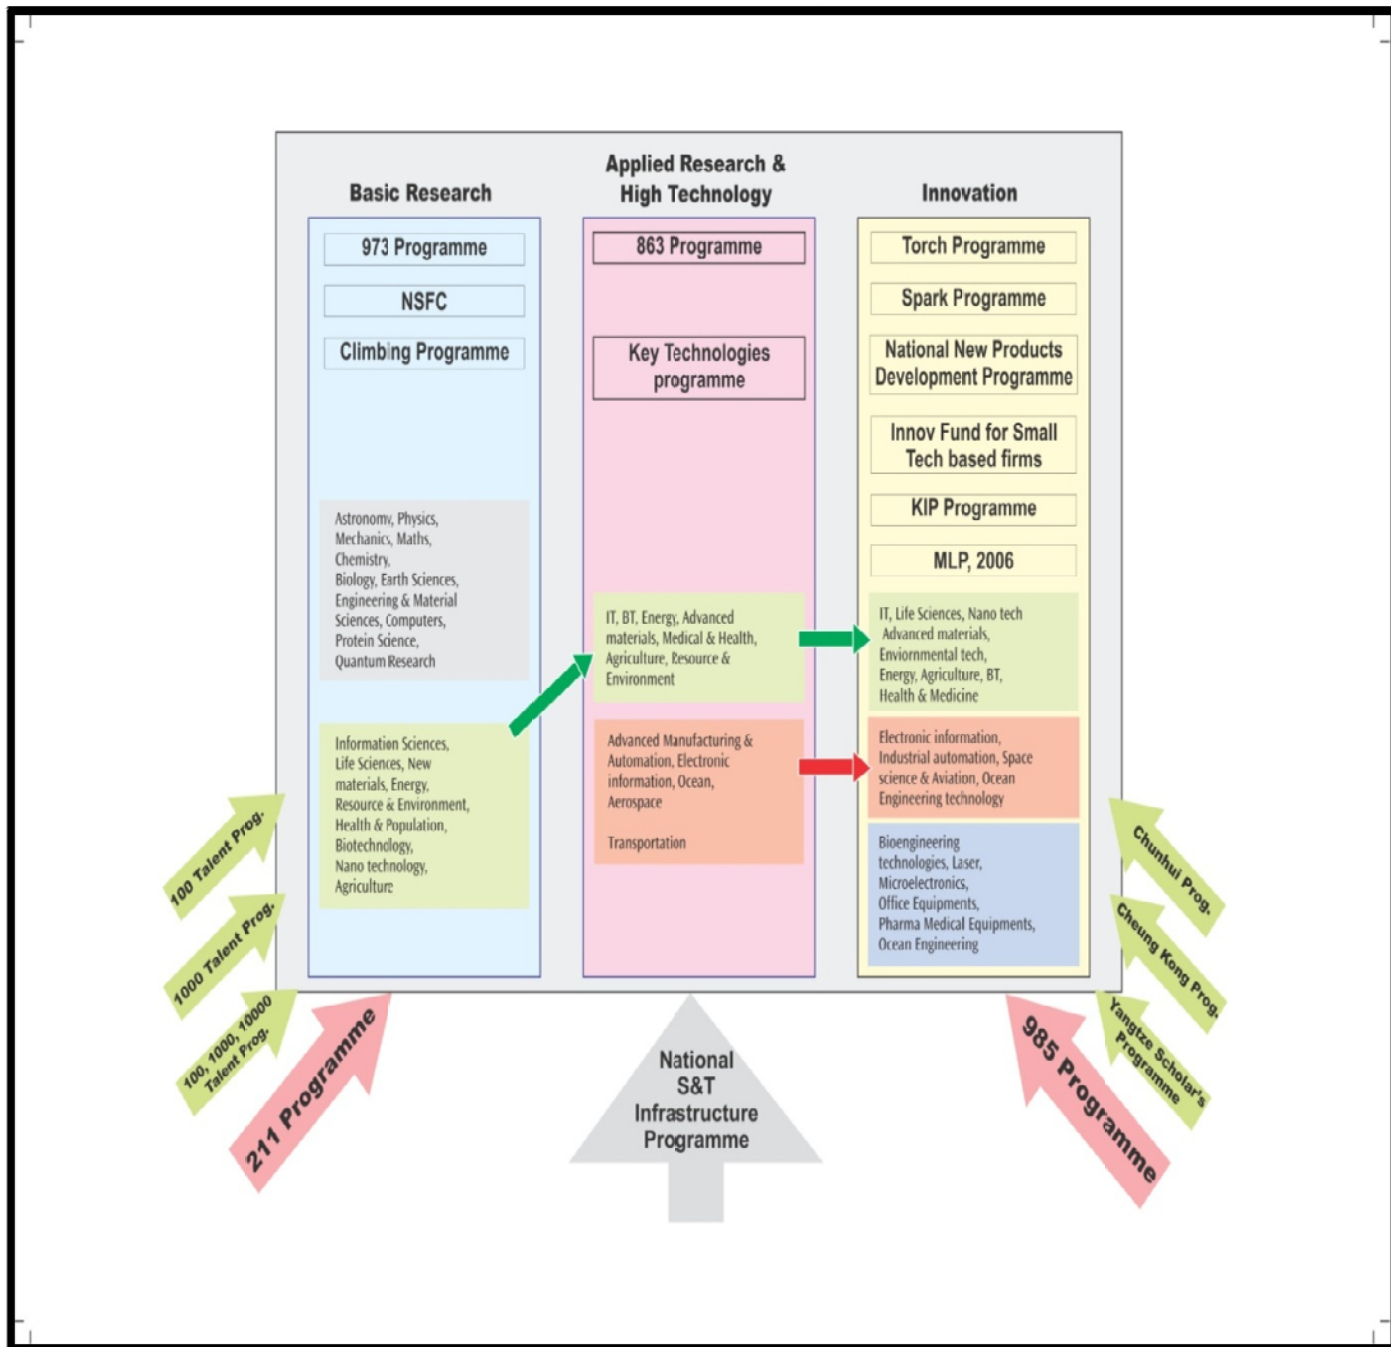 Basic Research
973 Programme
NSFC
Climbing Programme
Astronomy, Physics,
Mechanics, Maths,
Chemistry,
Biology, Earth Sciences,
Engineering & Material
Sciences, Computers,
Protein Science,
Quantum Research
Information Sciences,
Life Sciences, New
materials, Energy,
Resource & Environment,
Health & Population,
Biotechnology,
Nano technology,
Agriculture
Applied Research &
High Technology
863 Programme
Key Technologies
programme
IT, BT, Energy, Advanced
materials, Medical & Health,
Agriculture, Resource &
Environment
Advanced Manufacturing &
Automation, Electronic
information, Ocean,
Aerospace
Transportation
Innovation
Torch Programme
Spark Programme
National New Products
Development Programme
Innov Fund for Small
Tech based firms
KIP Programme
MLP, 2006
IT, Life Sciences, Nano tech
Advanced materials,
Enviornmental tech,
Energy, Agriculture, BT,
Health & Medicine
Electronic information,
Industrial automation, Space
science & Aviation, Ocean
Engineering technology
Bioengineering
technologies, Laser,
Microelectronics,
Office Equipments,
Pharma Medical Equipments,
Ocean Engineering
100 Talent Prog.
1000 Talent Prog.
100, 1000, 10000
Talent Prog.
211 Programme
National
S&T
Infrastructure
Programme
985 Programme
Yangtze Scholar's
Programme
Cheung Kong Prog.
Chunhui Prog.